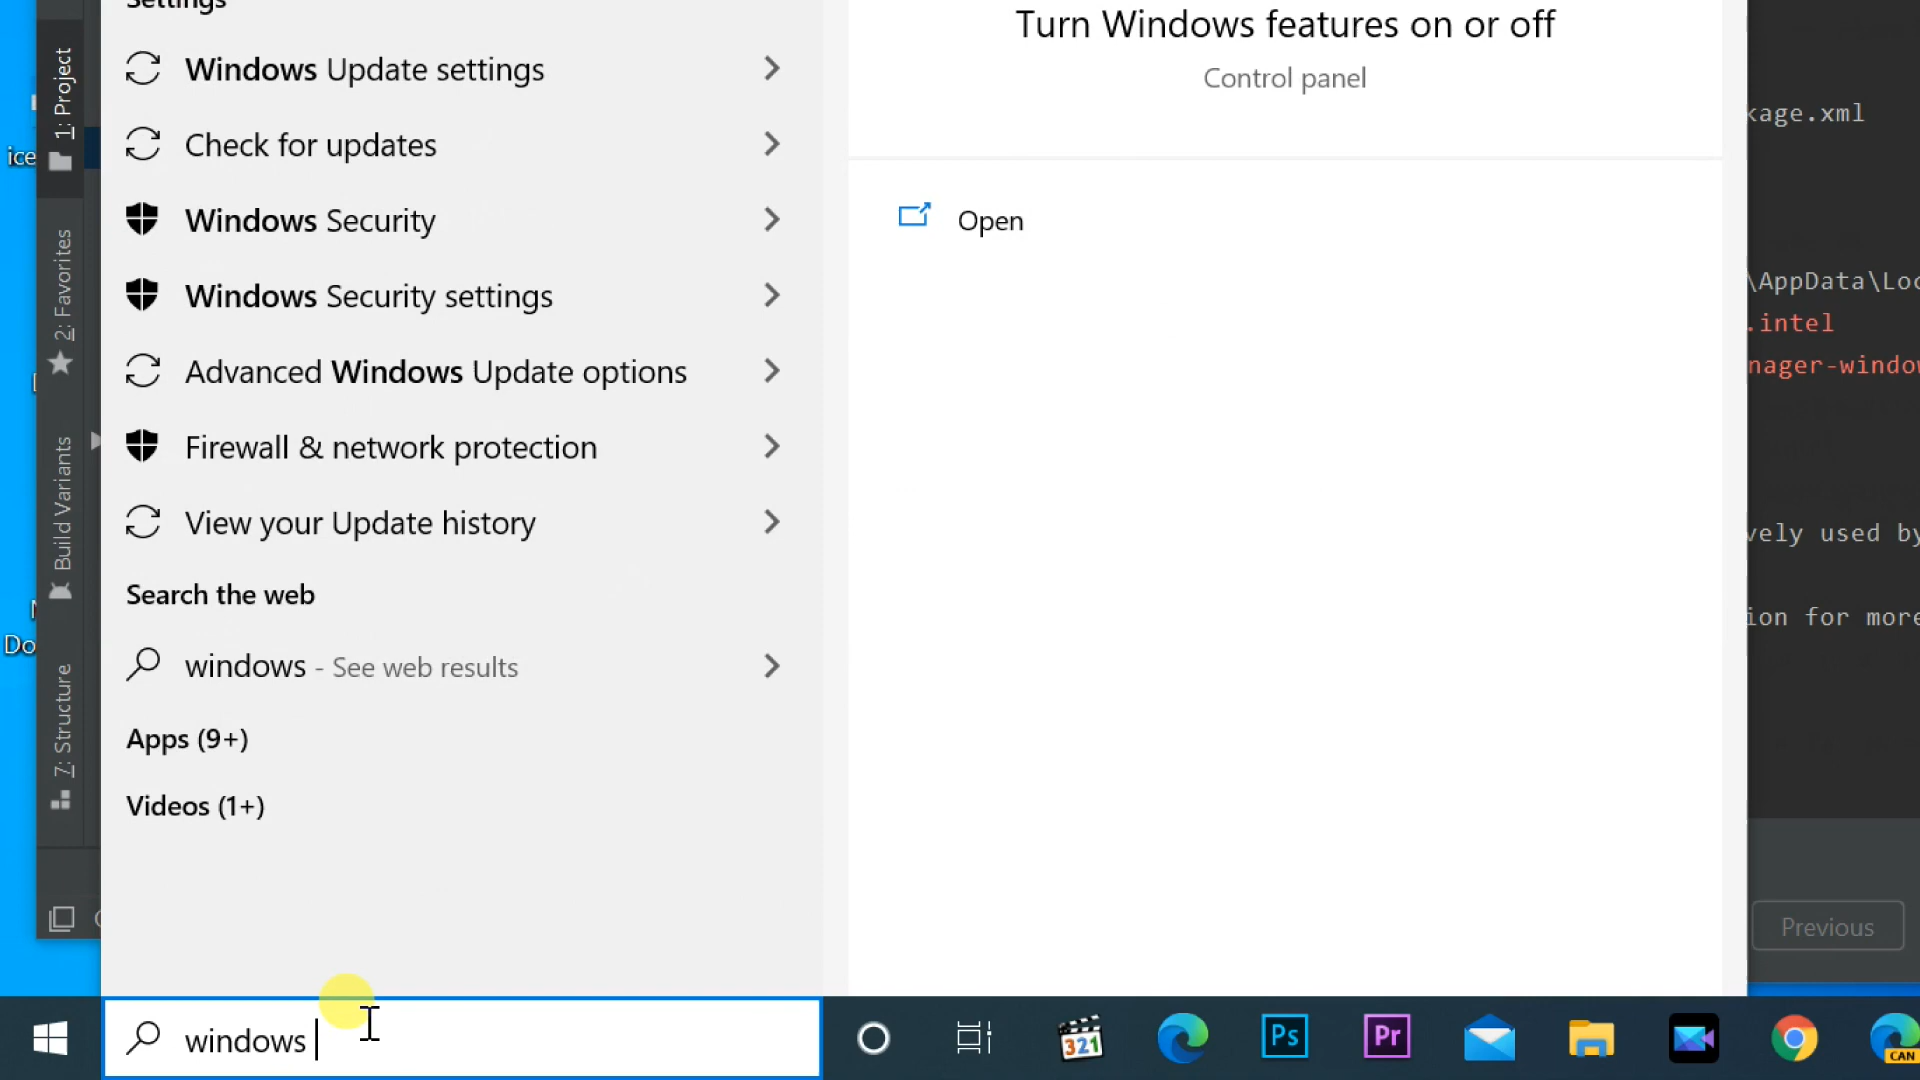 Settings
Windows Update settings
Check for updates
Windows Security
Windows Security settings
Advanced Windows Update options
Firewall & network protection
View your Update history
Search the web
windows - See web results
Apps (9+)
Videos (1+)
windows
Turn Windows features on or off
Control panel
Open
1: Project
2: Favorites
Build Variants
7: Structure
ice
Do
kage.xml
\AppData\Loc
.intel
nager-window
vely used by
ion for more
Previous
321
Ps
Pr
CAN